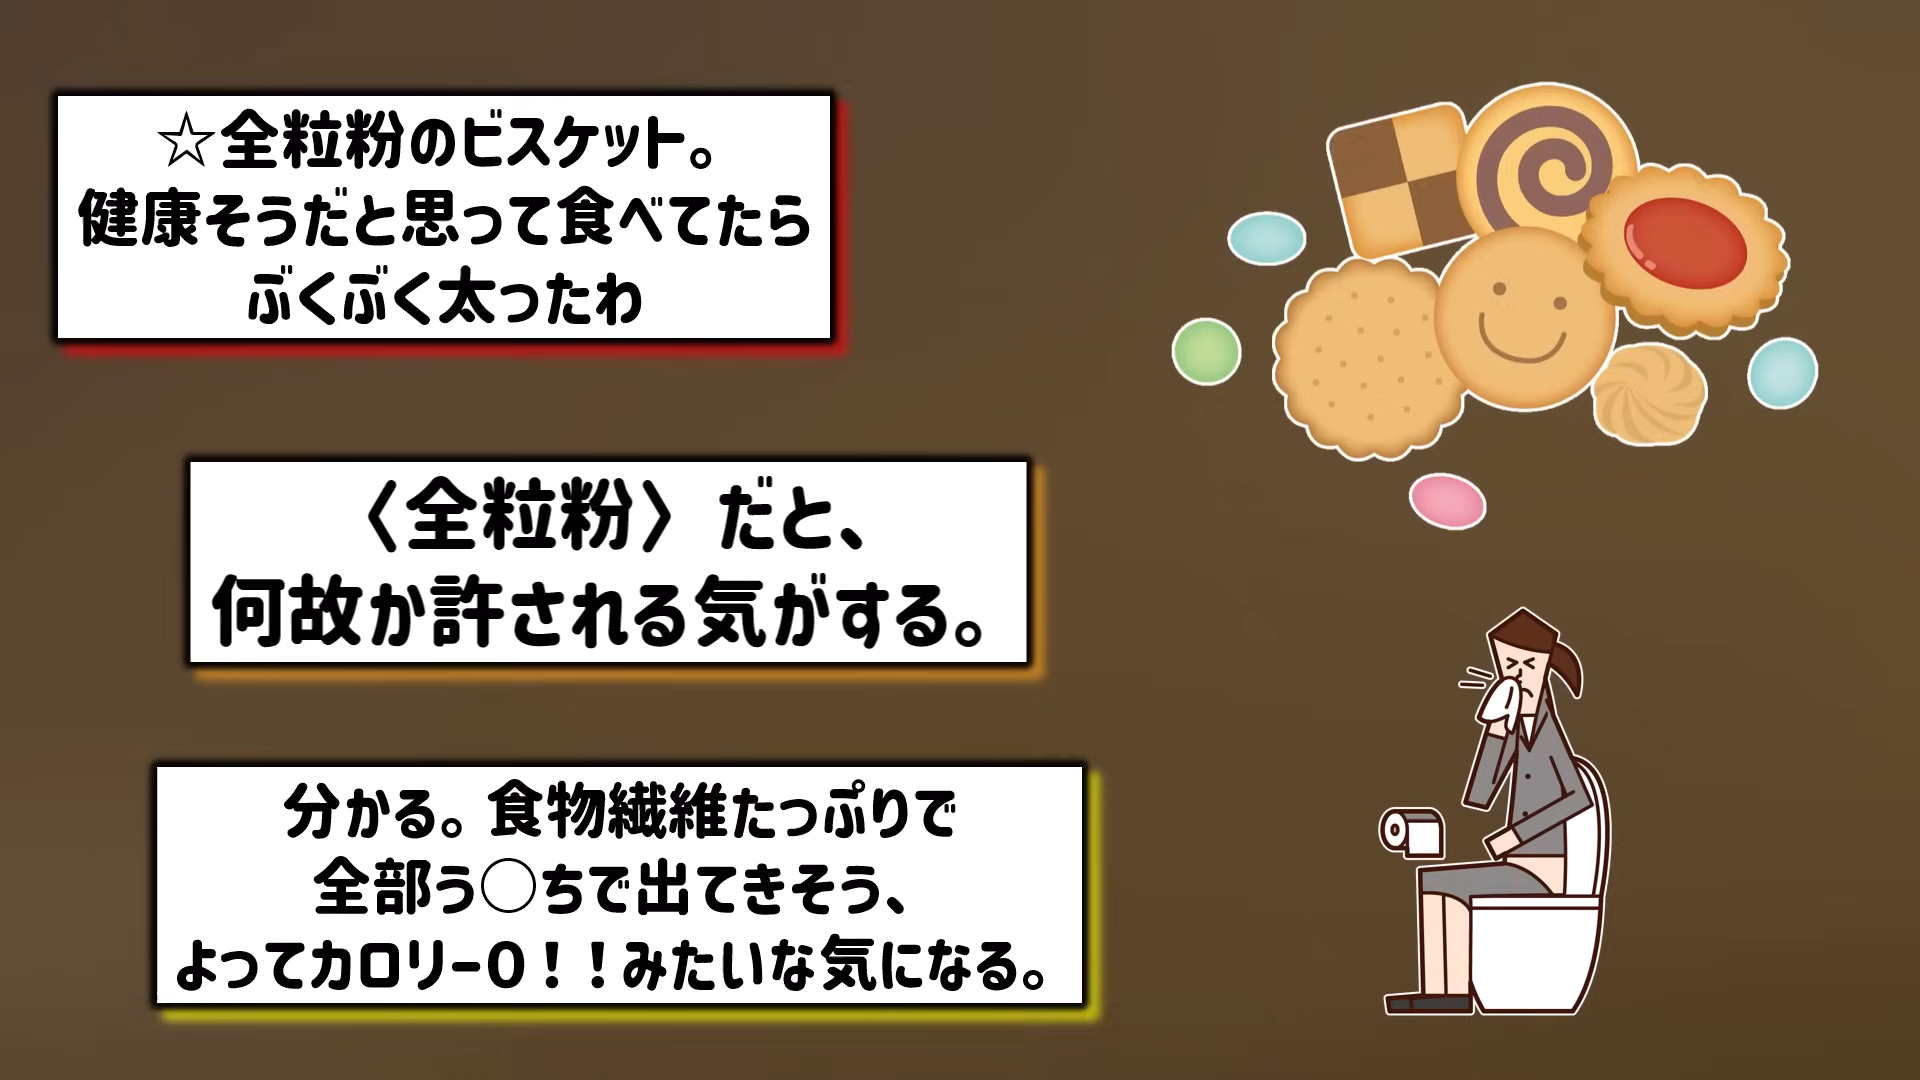 ☆全粒粉のビスケット。
健康そうだと思って食べてたら
ぶくぶく太ったわ
〈全粒粉〉だと、
何故か許される気がする。
分かる。食物繊維たっぷりで
全部う◯ちで出てきそう、
よってカロリー0！！みたいな気になる。